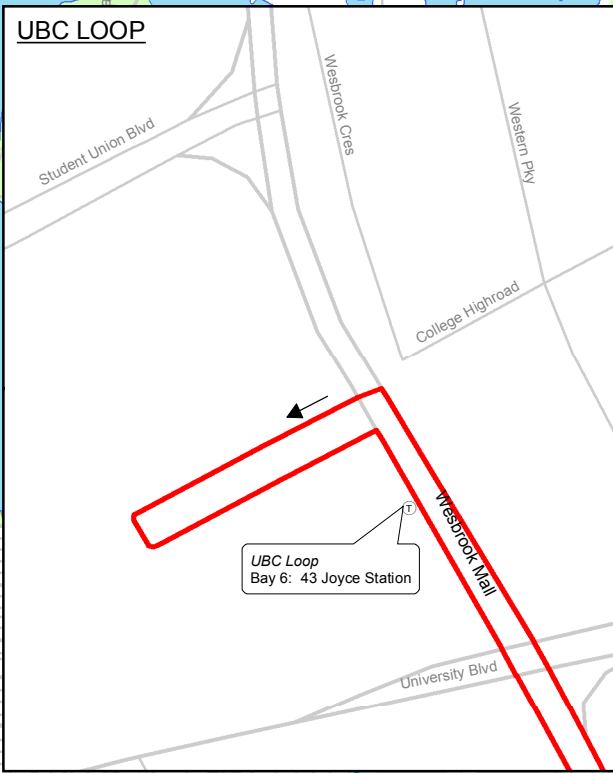 UBC LOOP
Wesbrook Cres
Student Union Blvd
Western Pky
College Highroad
T
Wesbrook Mall
UBC Loop
Bay 6: 43 Joyce Station
University Blvd